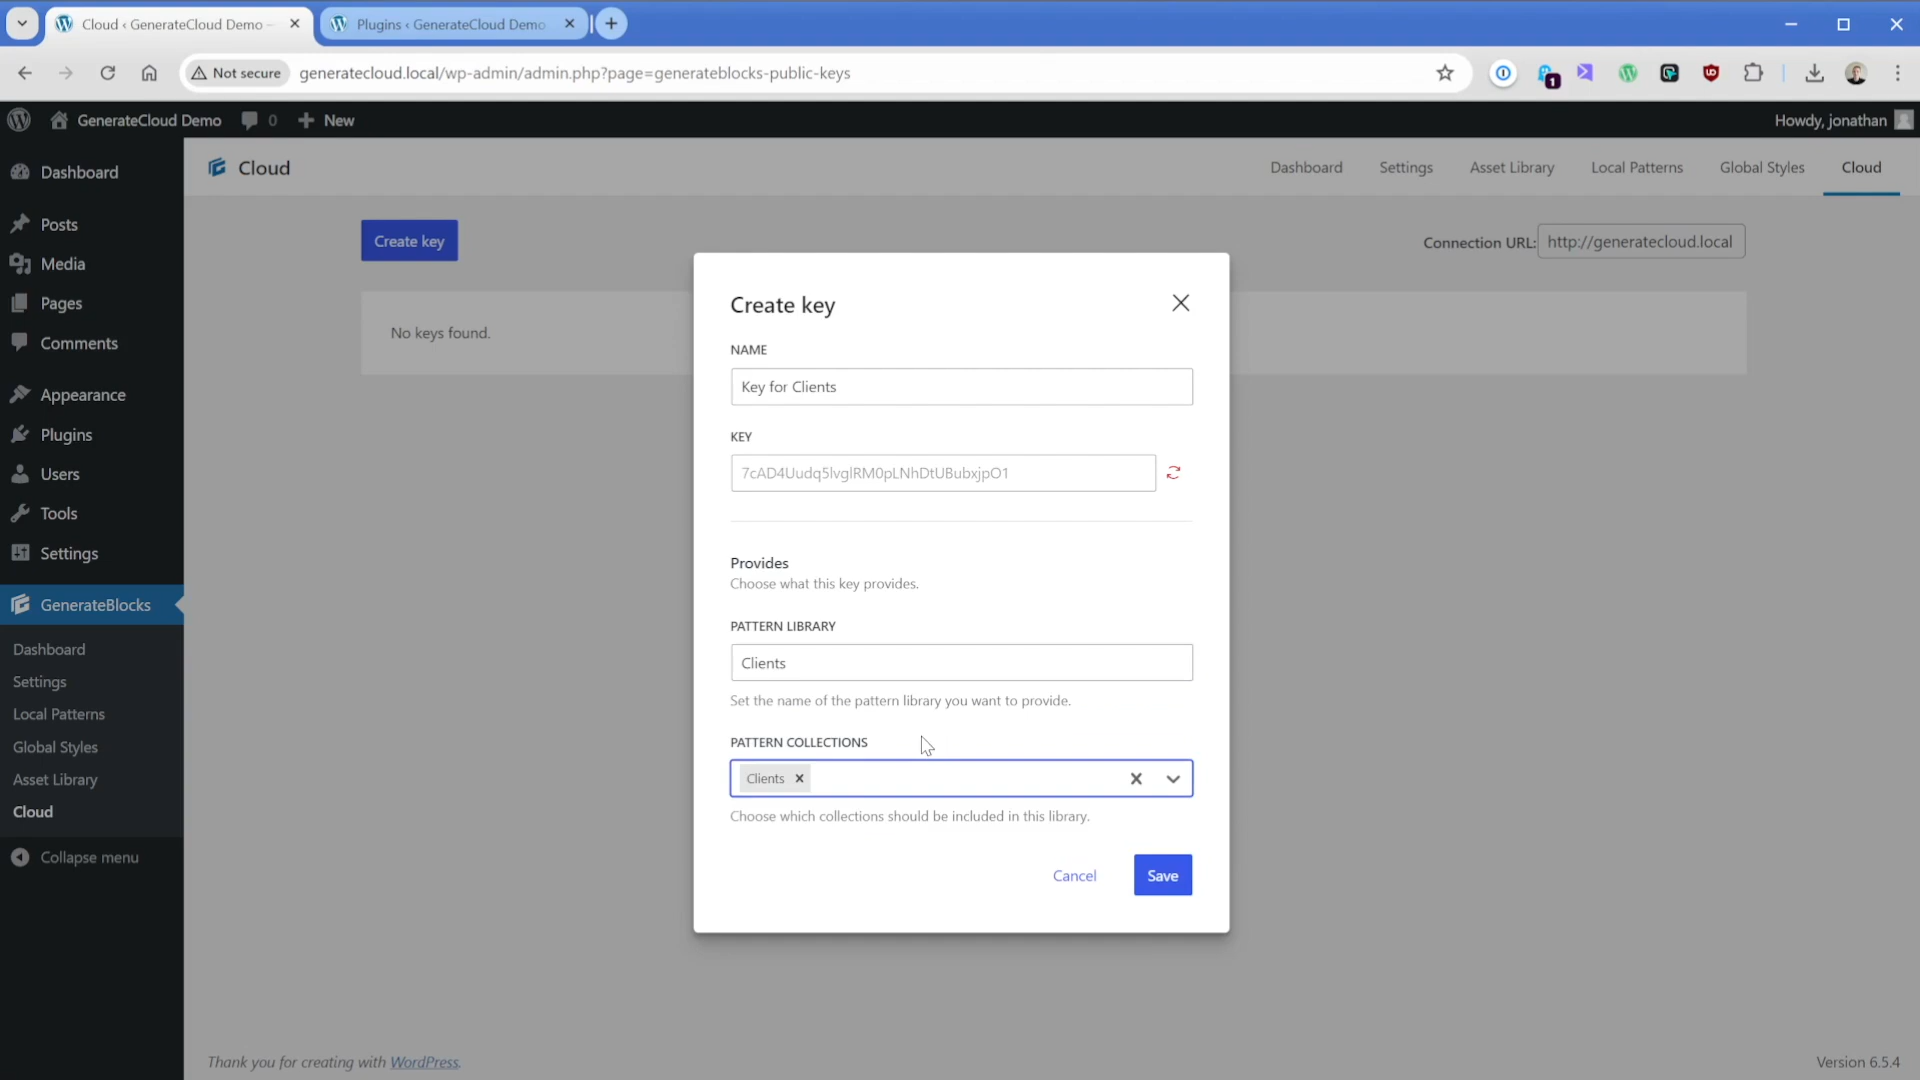 Cloud ‹ GenerateCloud Demo –
Plugins ‹ GenerateCloud Demo
Not secure
generatecloud.local/wp-admin/admin.php?page=generateblocks-public-keys
1
GenerateCloud Demo
0
New
Howdy, jonathan
Dashboard
Posts
Media
Pages
Comments
Appearance
Plugins
Users
Tools
Settings
GenerateBlocks
Dashboard
Settings
Local Patterns
Global Styles
Asset Library
Cloud
Collapse menu
Cloud
Dashboard
Settings
Asset Library
Local Patterns
Global Styles
Cloud
Create key
Connection URL:
http://generatecloud.local
No keys found.
Create key
NAME
Key for Clients
KEY
7cAD4Uudq5lvglRM0pLNhDtUBubxjpO1
Provides
Choose what this key provides.
PATTERN LIBRARY
Clients
Set the name of the pattern library you want to provide.
PATTERN COLLECTIONS
Clients
Choose which collections should be included in this library.
Cancel
Save
Thank you for creating with WordPress.
Version 6.5.4